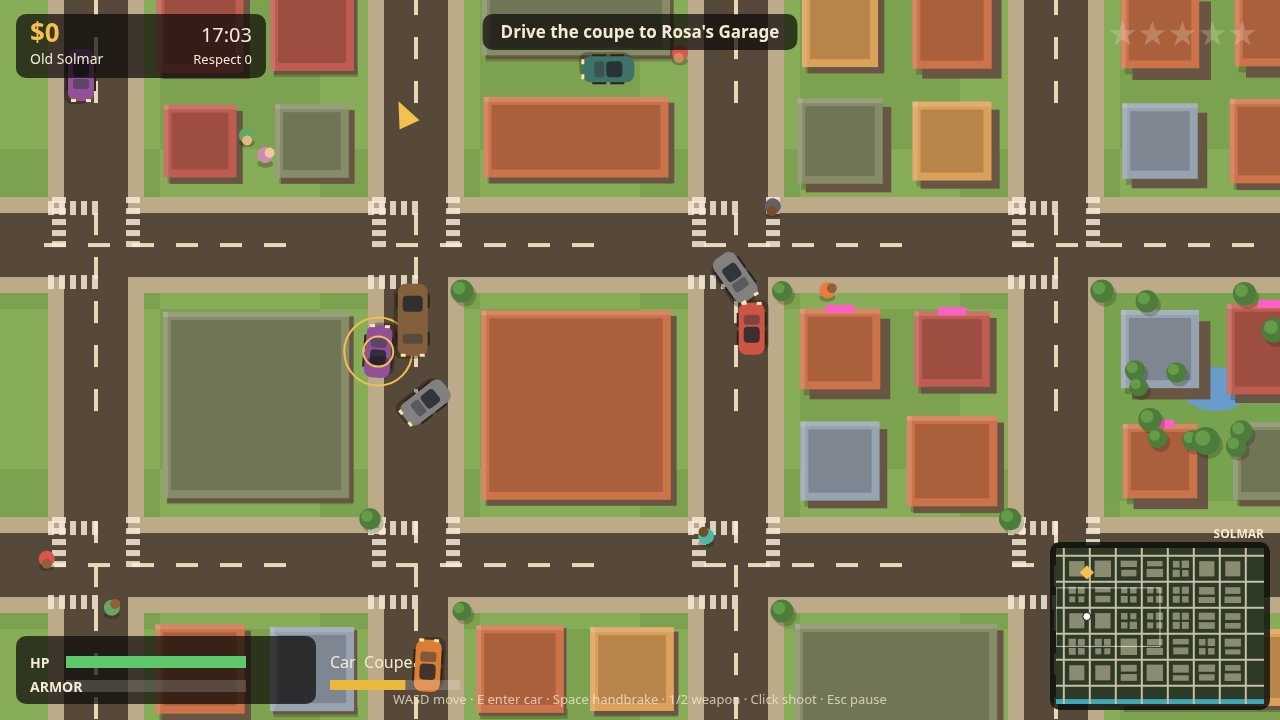 $0
17:03
Old Solmar
Respect 0
Drive the coupe to Rosa's Garage
SOLMAR
HP
ARMOR
Car Coupe
WASD move · E enter car · Space handbrake · 1/2 weapon · Click shoot · Esc pause